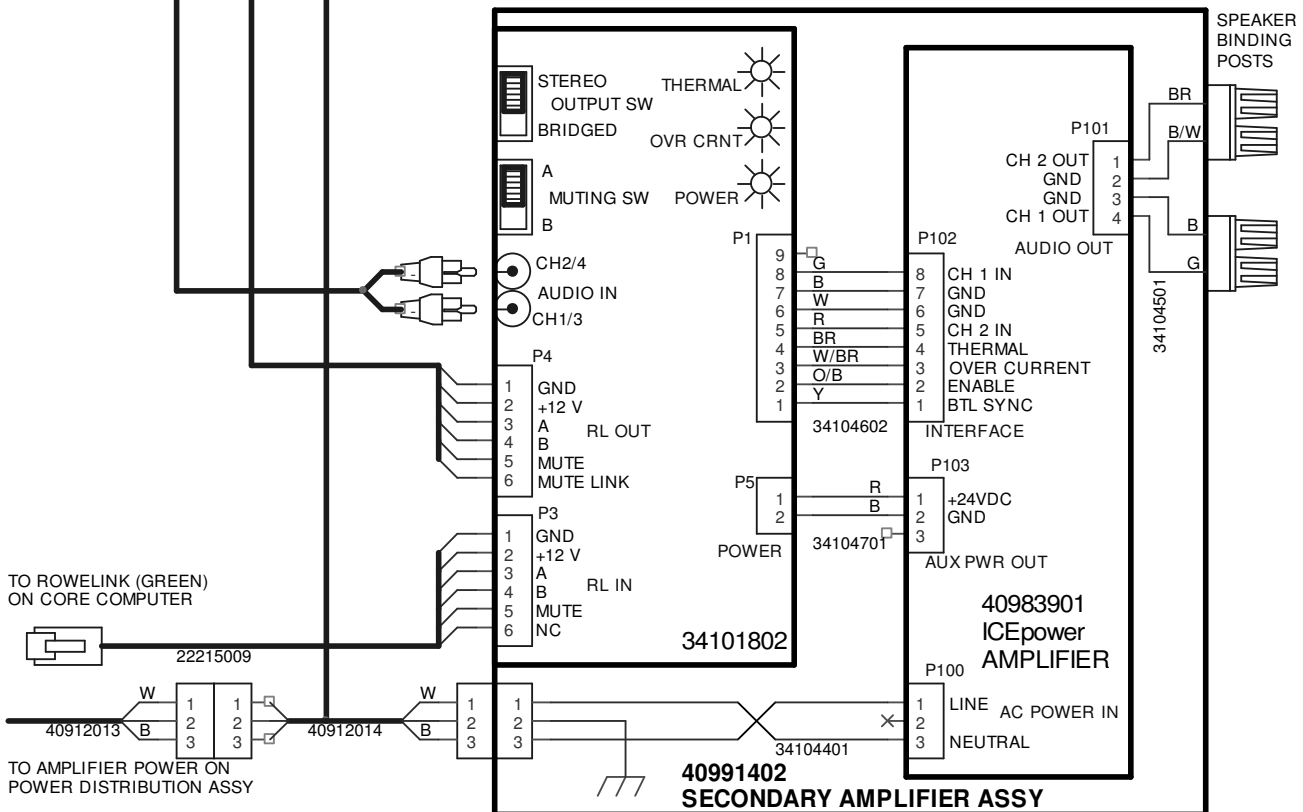 SPEAKER
BINDING
POSTS
STEREO
OUTPUT SW
BRIDGED
THERMAL
OVR CRNT
A
MUTING SW
B
POWER
CH2/4
AUDIO IN
CH1/3
P101
CH 2 OUT 1
GND 2
GND 3
CH 1 OUT 4
AUDIO OUT
BR
B/W
B
G
34104501
P1
9
8
7
6
5
4
3
2
1
G
B
W
R
BR
W/BR
O/B
Y
34104602
P102
8 CH 1 IN
7 GND
6 GND
5 CH 2 IN
4 THERMAL
3 OVER CURRENT
2 ENABLE
1 BTL SYNC
INTERFACE
P4
1 GND
2 +12 V
3 A
4 B
5 MUTE
6 MUTE LINK
RL OUT
P5
1
2
POWER
R
B
34104701
P103
1 +24VDC
2 GND
3
AUX PWR OUT
P3
1 GND
2 +12 V
3 A
4 B
5 MUTE
6 NC
RL IN
34101802
40983901
ICEpower
AMPLIFIER
TO ROWELINK (GREEN)
ON CORE COMPUTER
22215009
W
B
40912013
1
2
3
1
2
3
40912014
W
B
1
2
3
1
2
3
34104401
P100
1 LINE
2
3 NEUTRAL
AC POWER IN
TO AMPLIFIER POWER ON
POWER DISTRIBUTION ASSY
40991402
SECONDARY AMPLIFIER ASSY